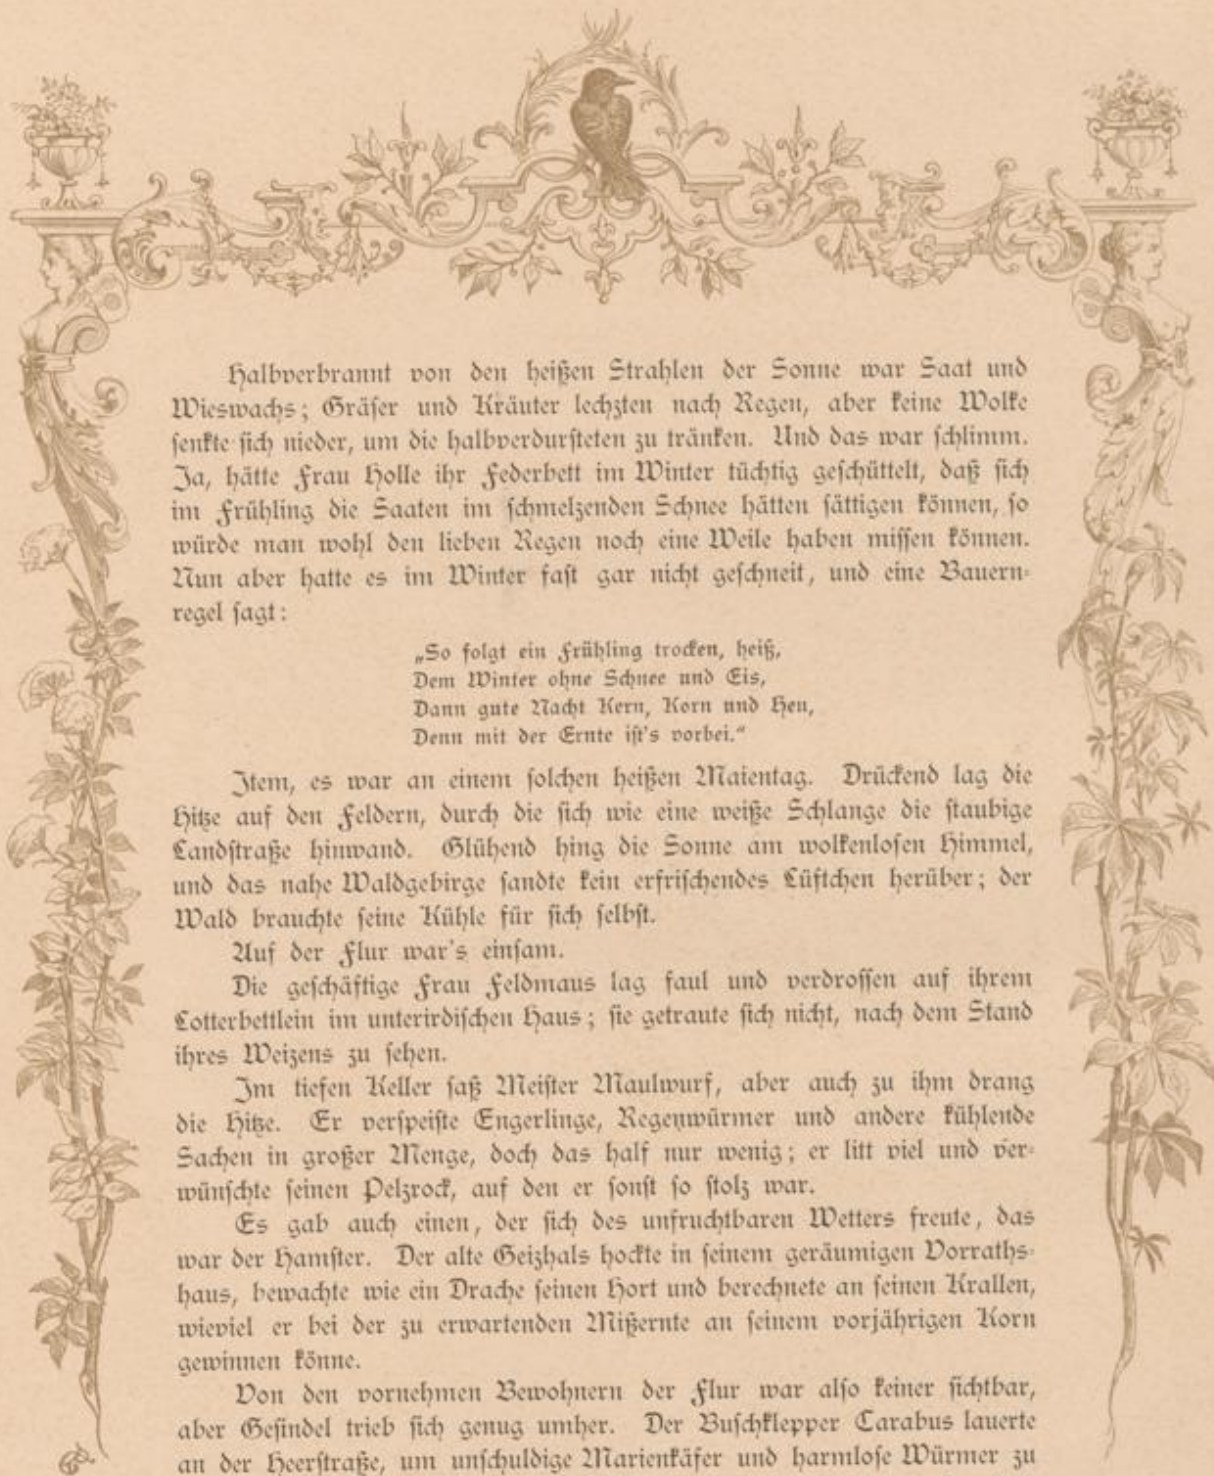 Halbverbrannt von den heißen Strahlen der Sonne war Saat und
Wieswachs; Gräser und Kräuter lechzten nach Regen, aber keine Wolke
senkte sich nieder, um die halbverdursteten zu tränken. Und das war schlimm.
Ja, hätte Frau Holle ihr Federbett im Winter tüchtig geschüttelt, daß sich
im Frühling die Saaten im schmelzenden Schnee hätten sättigen können, so
würde man wohl den lieben Regen noch eine Weile haben missen können.
Nun aber hatte es im Winter fast gar nicht geschneit, und eine Bauern-
regel sagt:
„So folgt ein Frühling trocken, heiß,
Dem Winter ohne Schnee und Eis,
Dann gute Nacht Kern, Korn und Heu,
Denn mit der Ernte ist's vorbei.“
Item, es war an einem solchen heißen Maientag. Drückend lag die
Hitze auf den Feldern, durch die sich wie eine weiße Schlange die staubige
Landstraße hinwand. Glühend hing die Sonne am wolkenlosen Himmel,
und das nahe Waldgebirge sandte kein erfrischendes Lüftchen herüber; der
Wald brauchte seine Kühle für sich selbst.
Auf der Flur war's einsam.
Die geschäftige Frau Feldmaus lag faul und verdrossen auf ihrem
Lotterbettlein im unterirdischen Haus; sie getraute sich nicht, nach dem Stand
ihres Weizens zu sehen.
Im tiefen Keller saß Meister Maulwurf, aber auch zu ihm drang
die Hitze. Er verspeiste Engerlinge, Regenwürmer und andere kühlende
Sachen in großer Menge, doch das half nur wenig; er litt viel und ver-
wünschte seinen Pelzrock, auf den er sonst so stolz war.
Es gab auch einen, der sich des unfruchtbaren Wetters freute, das
war der Hamster. Der alte Geizhals hockte in seinem geräumigen Vorraths-
haus, bewachte wie ein Drache seinen Hort und berechnete an seinen Krallen,
wieviel er bei der zu erwartenden Mißernte an seinem vorjährigen Korn
gewinnen könne.
Von den vornehmen Bewohnern der Flur war also keiner sichtbar,
aber Gesindel trieb sich genug umher. Der Buschklepper Carabus lauerte
an der Heerstraße, um unschuldige Marienkäfer und harmlose Würmer zu